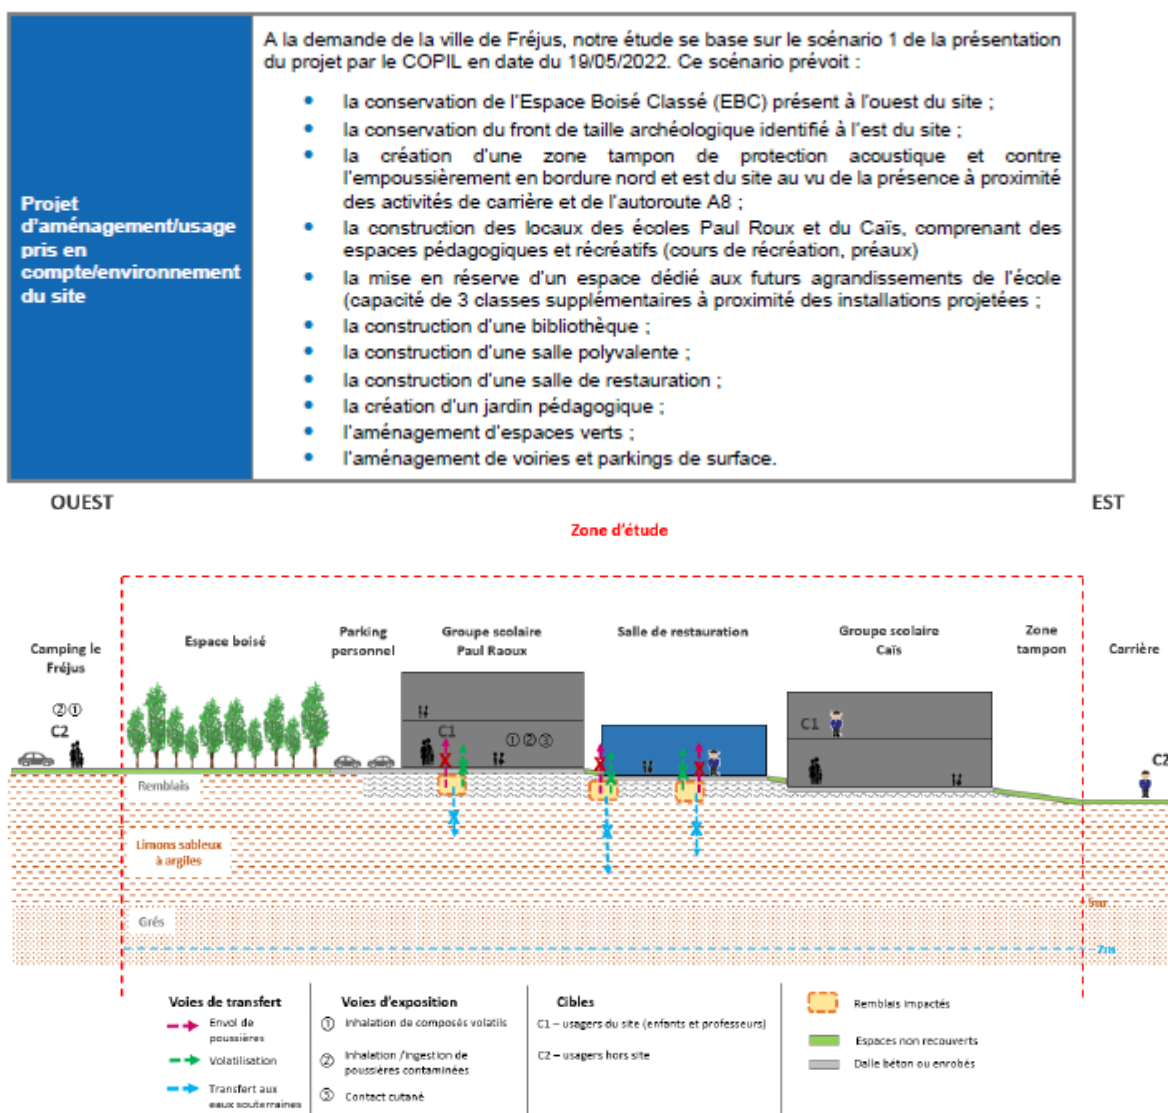 Projet
d'aménagement/usage
pris en
compte/environnement
du site
A la demande de la ville de Fréjus, notre étude se base sur le scénario 1 de la présentation
du projet par le COPIL en date du 19/05/2022. Ce scénario prévoit :
• la conservation de l'Espace Boisé Classé (EBC) présent à l'ouest du site ;
• la conservation du front de taille archéologique identifié à l'est du site ;
• la création d'une zone tampon de protection acoustique et contre
l'empoussièrement en bordure nord et est du site au vu de la présence à proximité
des activités de carrière et de l'autoroute A8 ;
• la construction des locaux des écoles Paul Roux et du Caïs, comprenant des
espaces pédagogiques et récréatifs (cours de récréation, préaux)
• la mise en réserve d'un espace dédié aux futurs agrandissements de l'école
(capacité de 3 classes supplémentaires à proximité des installations projetées ;
• la construction d'une bibliothèque ;
• la construction d'une salle polyvalente ;
• la construction d'une salle de restauration ;
• la création d'un jardin pédagogique ;
• l'aménagement d'espaces verts ;
• l'aménagement de voiries et parkings de surface.
OUEST
EST
Zone d'étude
Camping le
Fréjus
Espace boisé
Parking
personnel
Groupe scolaire
Paul Raoux
Salle de restauration
Groupe scolaire
Caïs
Zone
tampon
Carrière
②①
C2
C1
①②③
C1
C2
Remblais
Limons sableux
à argiles
Grés
5m
7m
Voies de transfert
Envol de
poussières
Volatilisation
Transfert aux
eaux souterraines
Voies d'exposition
① Inhalation de composés volatils
② Inhalation /Ingestion de
poussières contaminées
③ Contact cutané
Cibles
C1 – usagers du site (enfants et professeurs)
C2 – usagers hors site
Remblais impactés
Espaces non recouverts
Dalle béton ou enrobés